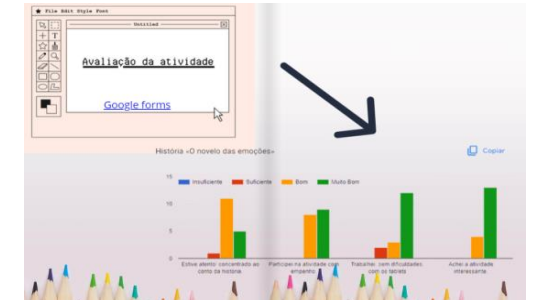 File Edit Style Font
Untitled
Avaliação da atividade
Google forms
História «O novelo das emoções»
Copiar
15
Insuficiente
Suficiente
Bom
Muito Bom
10
5
0
Estive atento/ concentrado ao
conto da história
Participei na atividade com
empenho
Trabalhei sem dificuldades
com os tablets
Achei a atividade
interessante